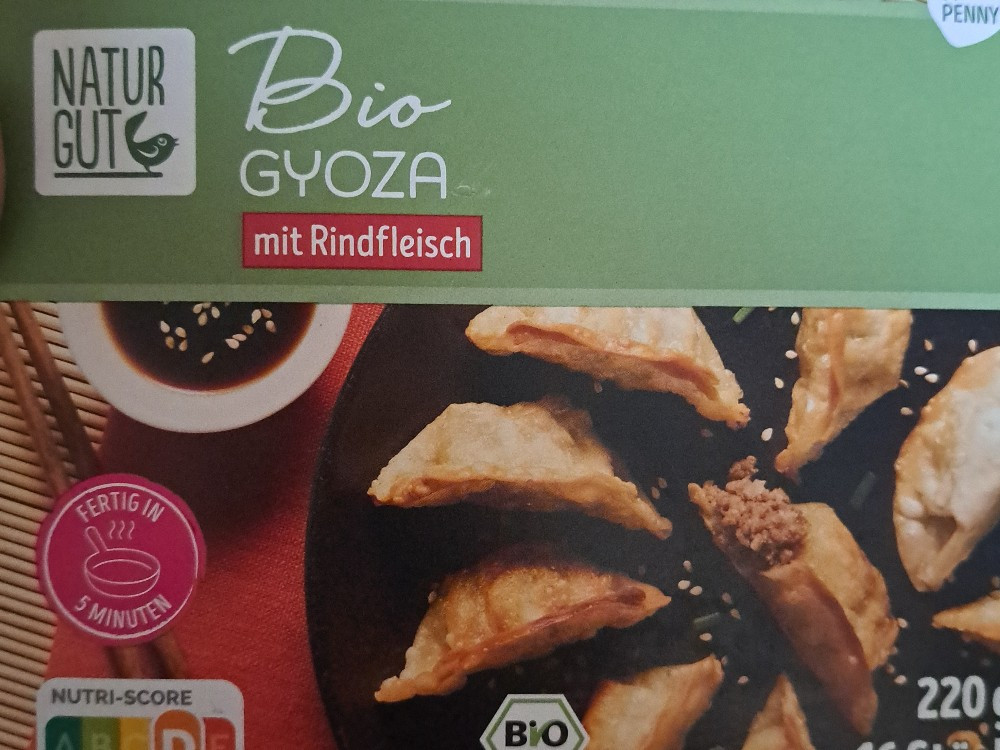 PENNY
NATUR
GUT
Bio
GYOZA
mit Rindfleisch
FERTIG IN
5 MINUTEN
NUTRI-SCORE
A B C D E
BIO
220